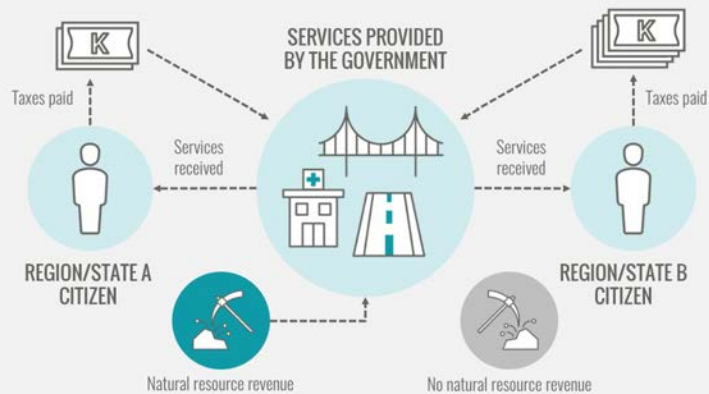 K
K
SERVICES PROVIDED
BY THE GOVERNMENT
Taxes paid
Taxes paid
Services
received
Services
received
REGION/STATE A
CITIZEN
REGION/STATE B
CITIZEN
Natural resource revenue
No natural resource revenue